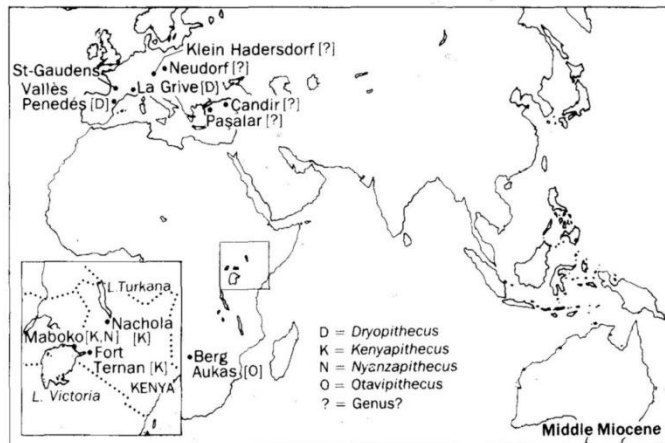 Klein Hadersdorf [?]
St-Gaudens
Neudorf [?]
Vallès
La Grive [D]
Penedés [D]
Çandir [?]
Paşalar [?]
L. Turkana
Nachola
Maboko [K,N] [K]
Fort
Ternan [K]
KENYA
L. Victoria
Berg
Aukas [O]
D = Dryopithecus
K = Kenyapithecus
N = Nyanzapithecus
O = Otavipithecus
? = Genus?
Middle Miocene